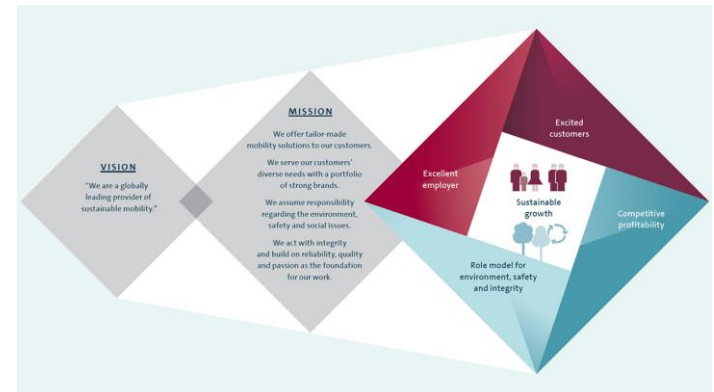 VISION
"We are a globally
leading provider of
sustainable mobility."
MISSION
We offer tailor-made
mobility solutions to our customers.
We serve our customers'
diverse needs with a portfolio
of strong brands.
We assume responsibility
regarding the environment,
safety and social issues.
We act with integrity
and build on reliability, quality
and passion as the foundation
for our work.
Excited
customers
Excellent
employer
Sustainable
growth
Competitive
profitability
Role model for
environment, safety
and integrity